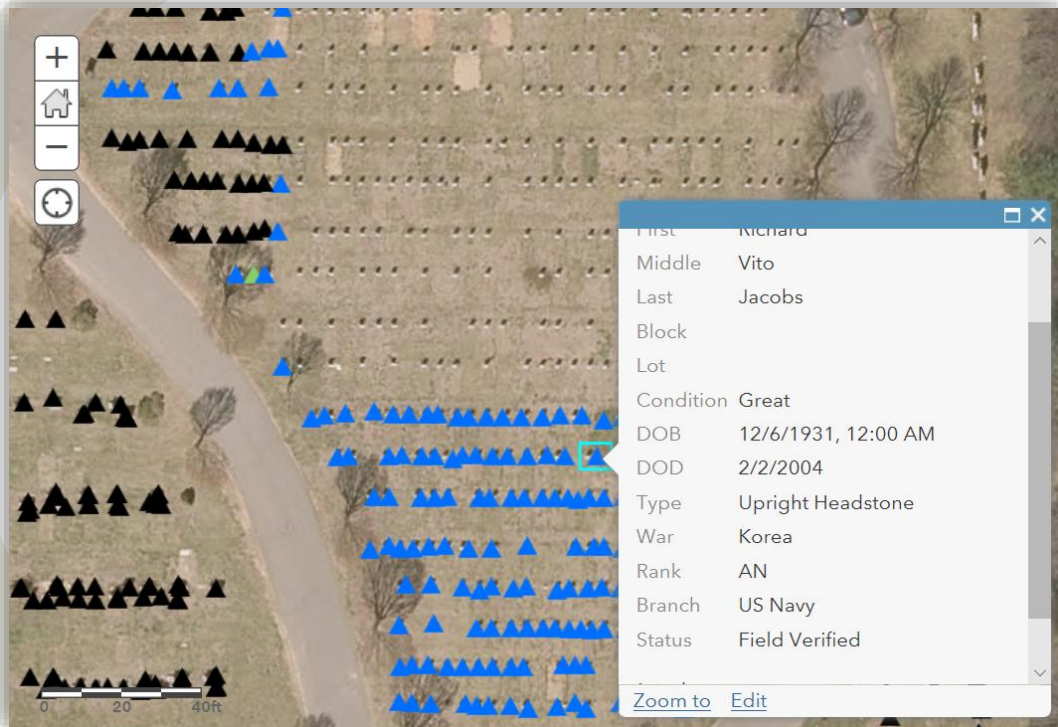 +
−
First Richard
Middle Vito
Last Jacobs
Block
Lot
Condition Great
DOB 12/6/1931, 12:00 AM
DOD 2/2/2004
Type Upright Headstone
War Korea
Rank AN
Branch US Navy
Status Field Verified
Zoom to Edit
0 20 40ft